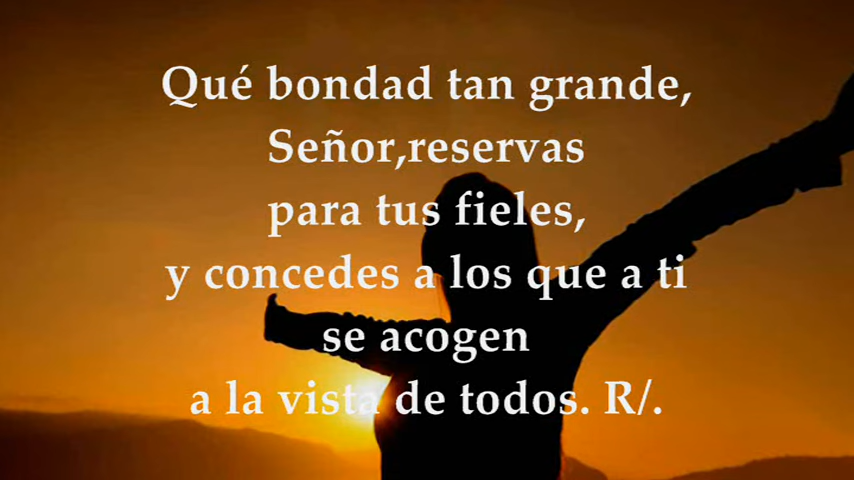 Qué bondad tan grande,
Señor,reservas
para tus fieles,
y concedes a los que a ti
se acogen
a la vista de todos. R/.